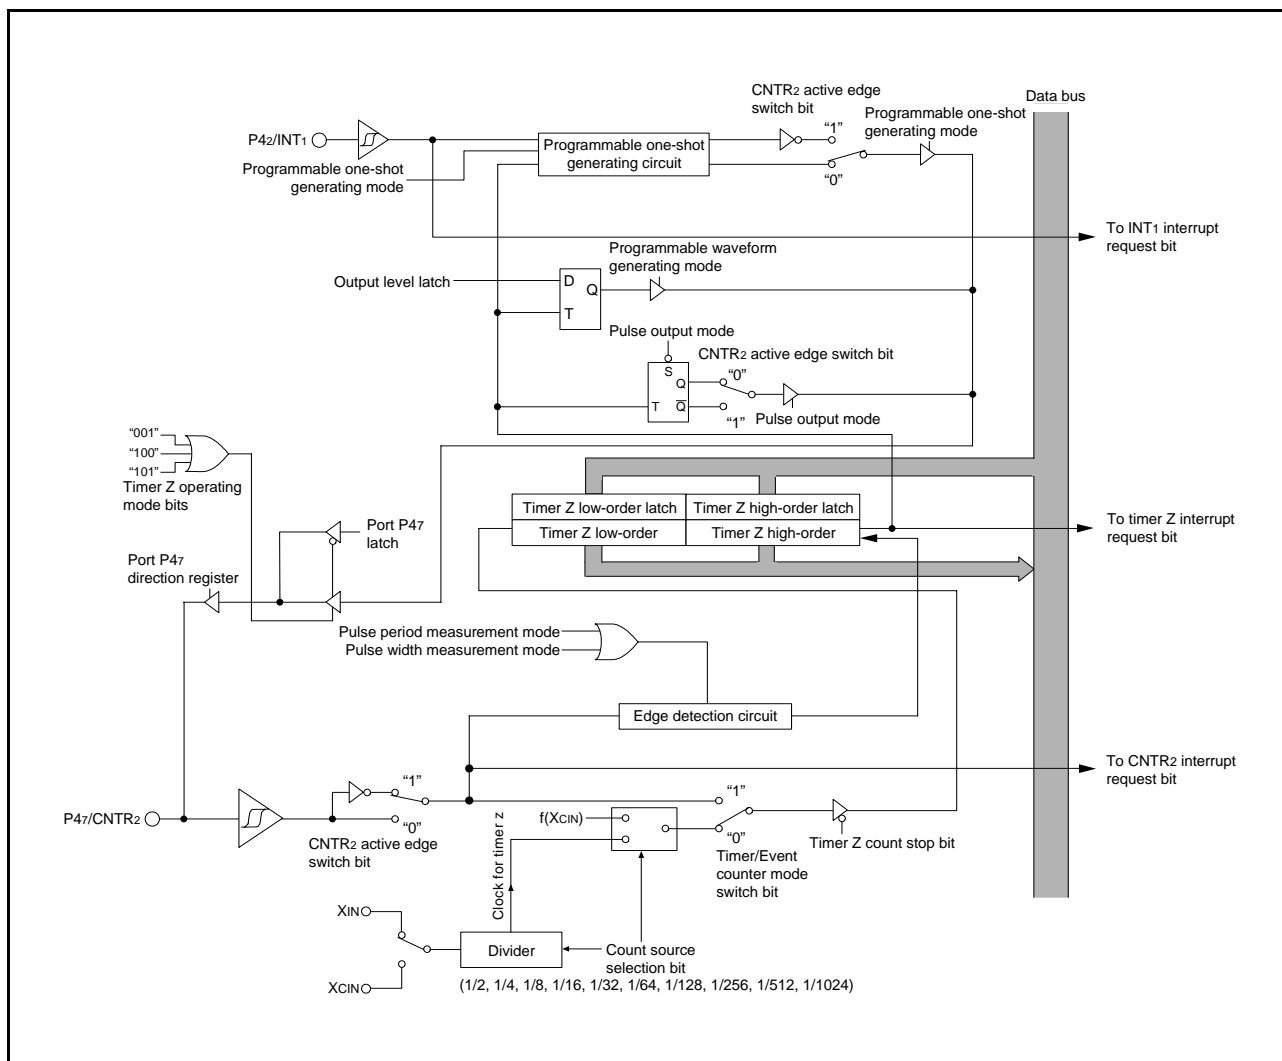 CNTR2 active edge
switch bit
Data bus
Programmable one-shot
generating mode
P42/INT1
"1"
Programmable one-shot
generating circuit
Programmable one-shot
generating mode
"0"
To INT1 interrupt
request bit
Programmable waveform
generating mode
Output level latch
D
Q
T
Pulse output mode
CNTR2 active edge switch bit
S
Q
"0"
T
Q
"1"
Pulse output mode
"001"
"100"
"101"
Timer Z operating
mode bits
Timer Z low-order latch
Timer Z high-order latch
Timer Z low-order
Timer Z high-order
To timer Z interrupt
request bit
Port P47
latch
Port P47
direction register
Pulse period measurement mode
Pulse width measurement mode
Edge detection circuit
To CNTR2 interrupt
request bit
"1"
"1"
P47/CNTR2
"0"
f(XCIN)
"0"
CNTR2 active edge
switch bit
Clock for timer z
Timer Z count stop bit
Timer/Event
counter mode
switch bit
XIN
Divider
Count source
selection bit
XCIN
(1/2, 1/4, 1/8, 1/16, 1/32, 1/64, 1/128, 1/256, 1/512, 1/1024)